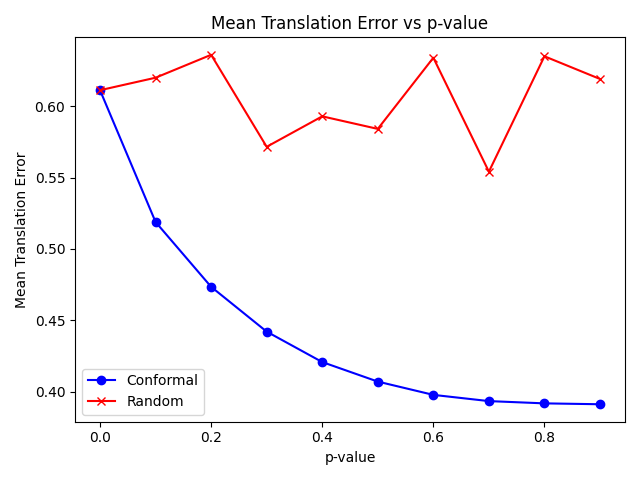 Mean Translation Error vs p-value
Mean Translation Error
0.60
0.55
0.50
0.45
0.40
Conformal
Random
0.0 0.2 0.4 0.6 0.8
p-value